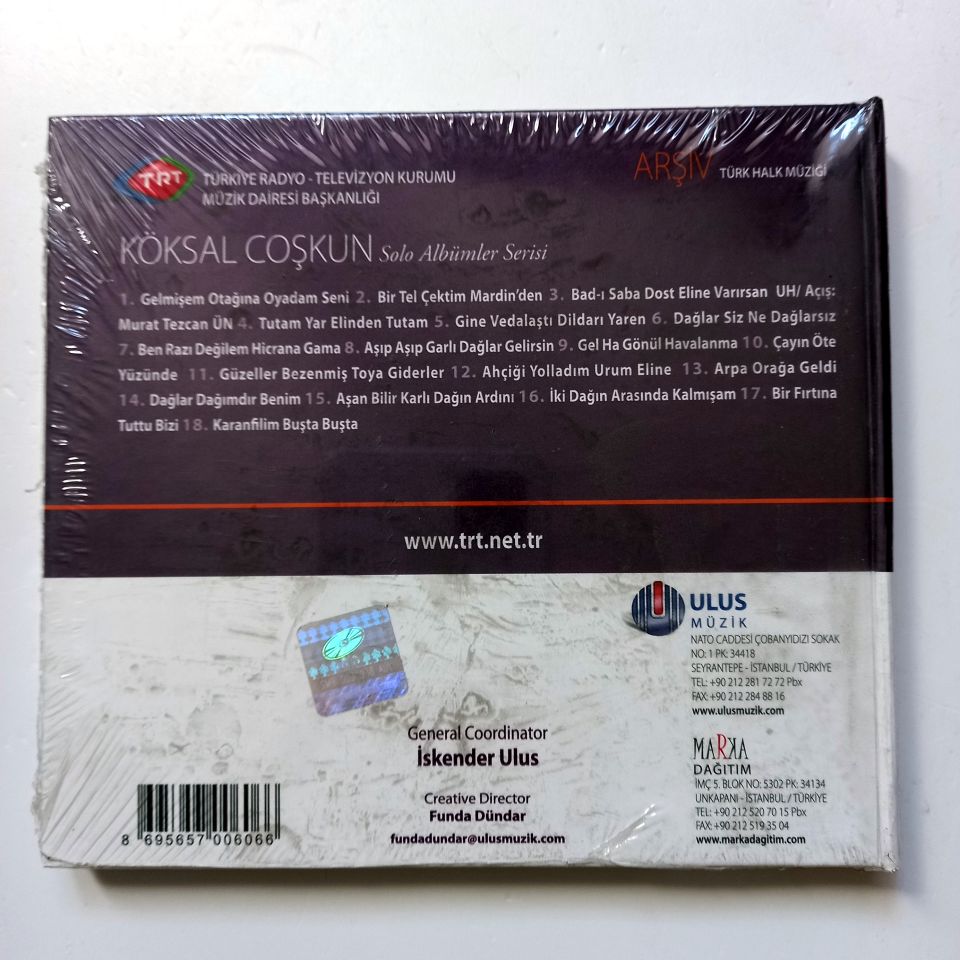 TRT
TÜRKİYE RADYO - TELEVİZYON KURUMU
MÜZİK DAİRESİ BAŞKANLIĞI
ARŞİV TÜRK HALK MÜZİĞİ
KÖKSAL COŞKUN Solo Albümler Serisi
1. Gelmişem Otağına Oyadam Seni 2. Bir Tel Çektim Mardin'den 3. Bad-ı Saba Dost Eline Varırsan UH/ Açış:
Murat Tezcan ÜN 4. Tutam Yar Elinden Tutam 5. Gine Vedalaştı Dildarı Yaren 6. Dağlar Siz Ne Dağlarsız
7. Ben Razı Değilem Hicrana Gama 8. Aşıp Aşıp Garlı Dağlar Gelirsin 9. Gel Ha Gönül Havalanma 10. Çayın Öte
Yüzünde 11. Güzeller Bezenmiş Toya Giderler 12. Ahçiği Yolladım Urum Eline 13. Arpa Orağa Geldi
14. Dağlar Dağımdır Benim 15. Aşan Bilir Karlı Dağın Ardını 16. İki Dağın Arasında Kalmışam 17. Bir Fırtına
Tuttu Bizi 18. Karanfilim Buşta Buşta
www.trt.net.tr
ULUS
MÜZİK
NATO CADDESİ ÇOBANYIDIZI SOKAK
NO: 1 PK: 34418
SEYRANTEPE - İSTANBUL / TÜRKİYE
TEL: +90 212 281 72 72 Pbx
FAX: +90 212 284 88 16
www.ulusmuzik.com
General Coordinator
İskender Ulus
Creative Director
Funda Dündar
fundadundar@ulusmuzik.com
MARKA
DAĞITIM
İMÇ 5. BLOK NO: 5302 PK: 34134
UNKAPANI - İSTANBUL / TÜRKİYE
TEL: +90 212 520 70 15 Pbx
FAX: +90 212 519 35 04
www.markadagitim.com
8 695657 006066